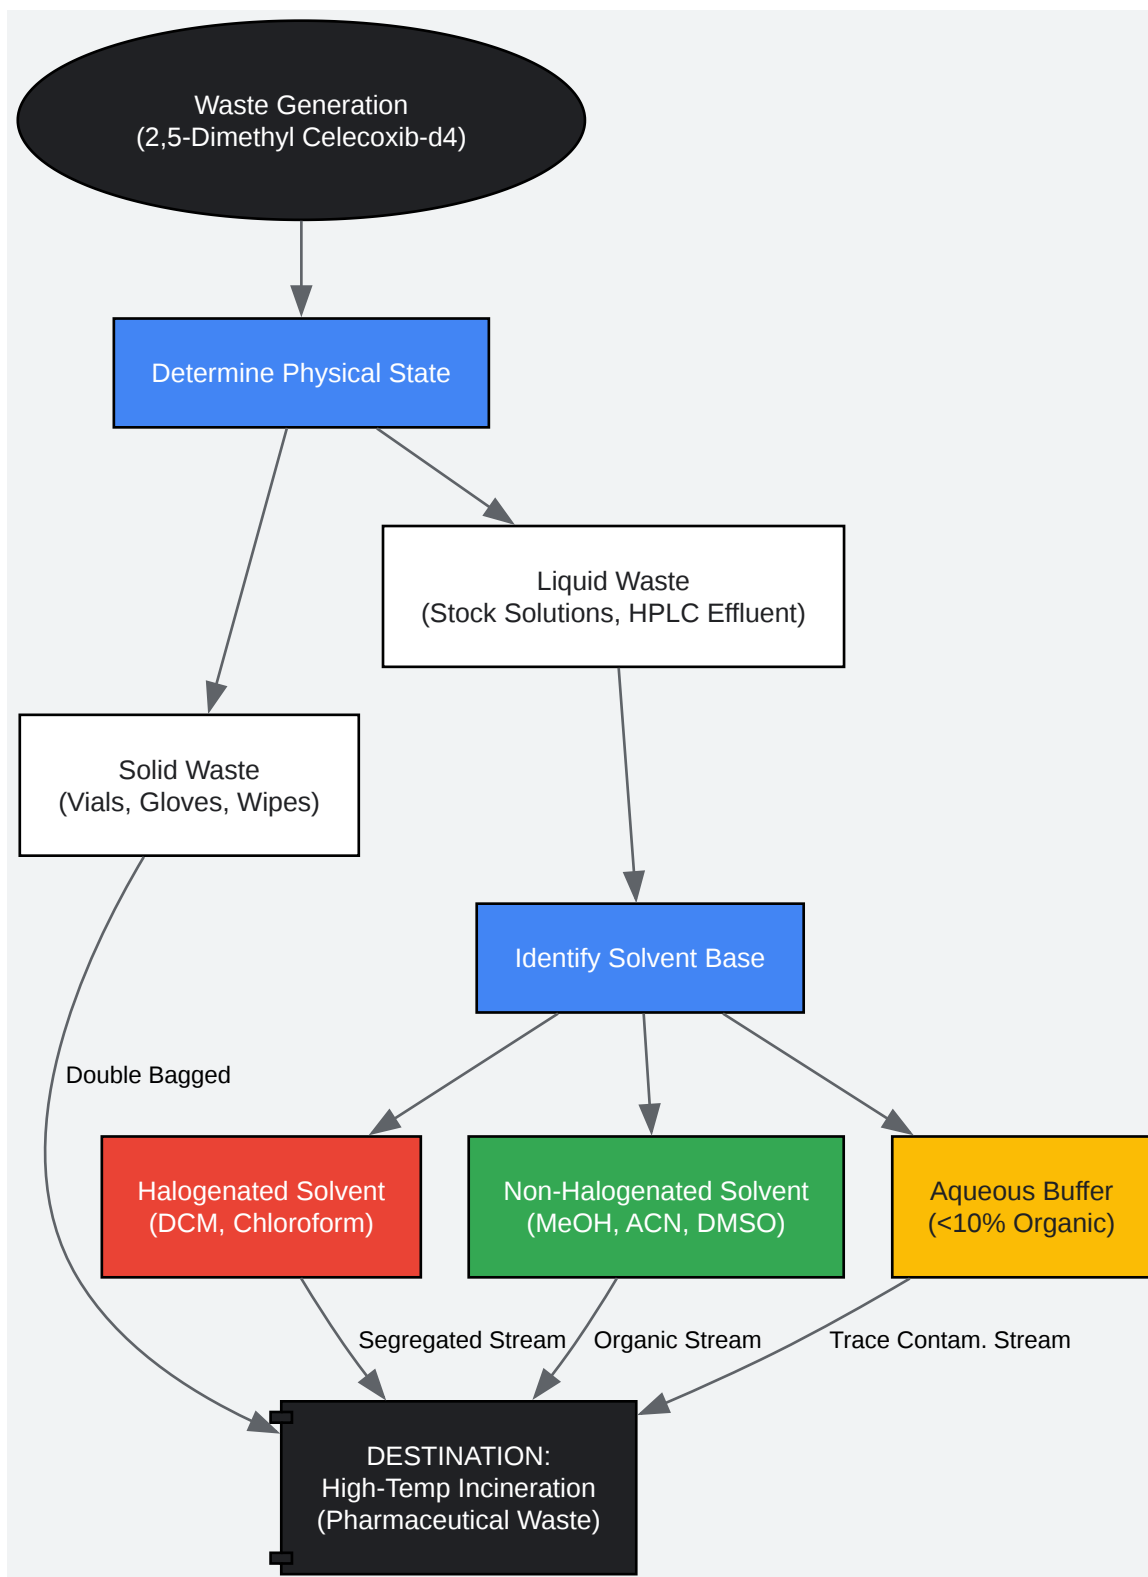 Waste Generation
(2,5-Dimethyl Celecoxib-d4)
Determine Physical State
Liquid Waste
(Stock Solutions, HPLC Effluent)
Solid Waste
(Vials, Gloves, Wipes)
Identify Solvent Base
Double Bagged
Halogenated Solvent
(DCM, Chloroform)
Non-Halogenated Solvent
(MeOH, ACN, DMSO)
Aqueous Buffer
(<10% Organic)
Segregated Stream
Organic Stream
Trace Contam. Stream
DESTINATION:
High-Temp Incineration
(Pharmaceutical Waste)